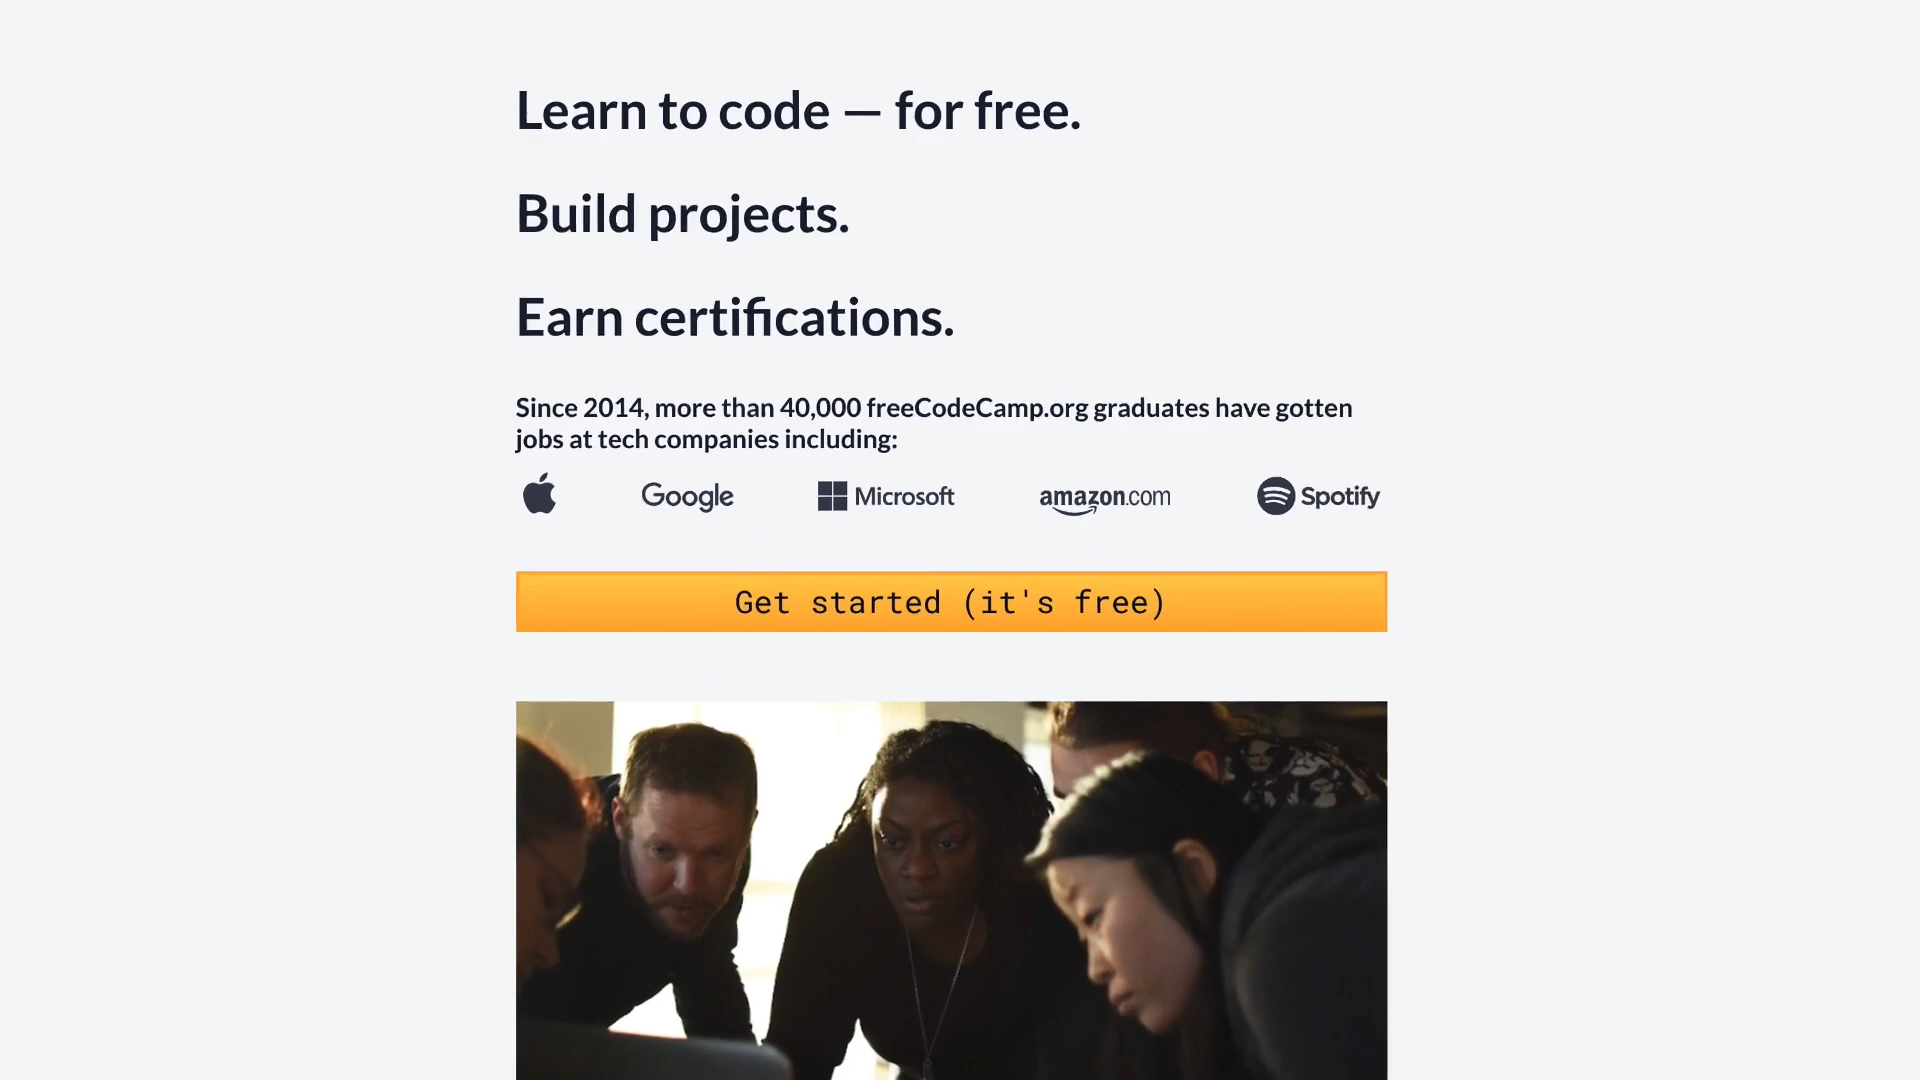 Learn to code — for free.
Build projects.
Earn certifications.
Since 2014, more than 40,000 freeCodeCamp.org graduates have gotten
jobs at tech companies including:
Google Microsoft amazon.com Spotify
Get started (it's free)